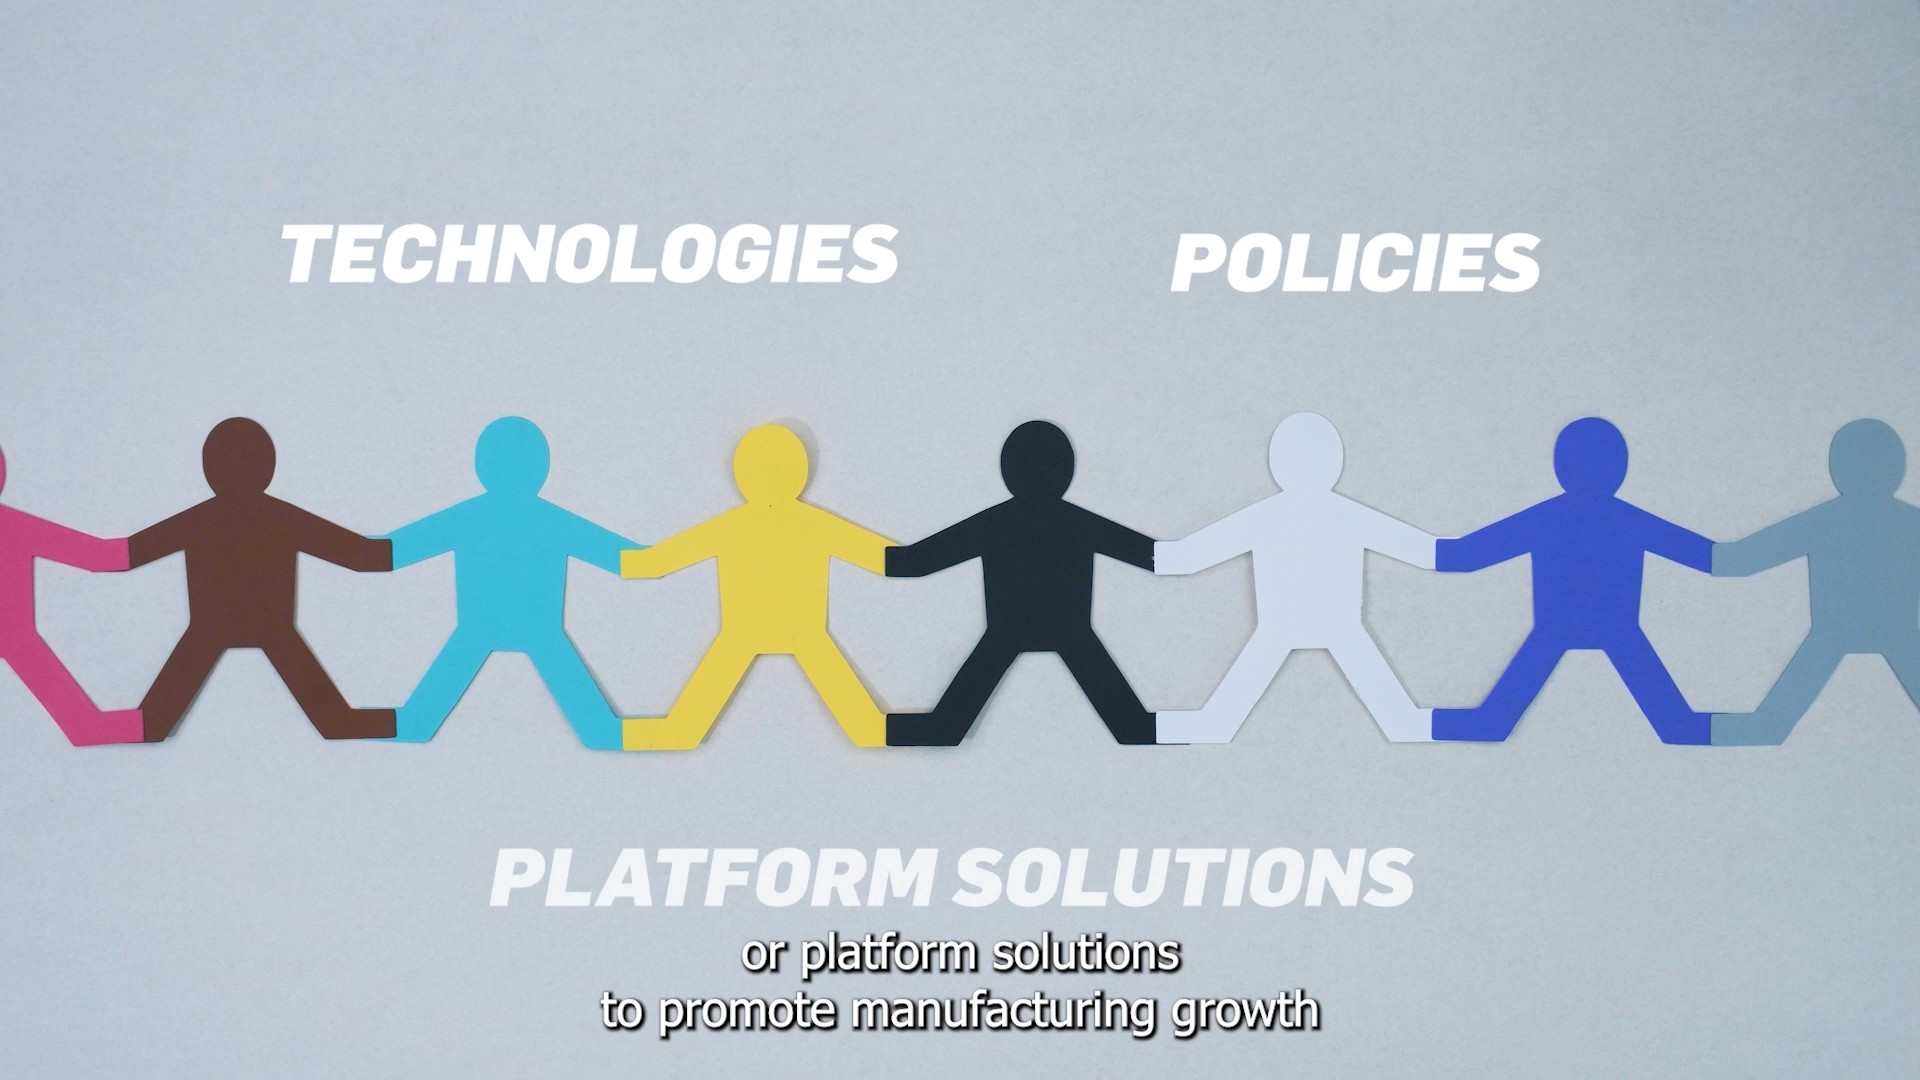 TECHNOLOGIES
POLICIES
PLATFORM SOLUTIONS
or platform solutions
to promote manufacturing growth